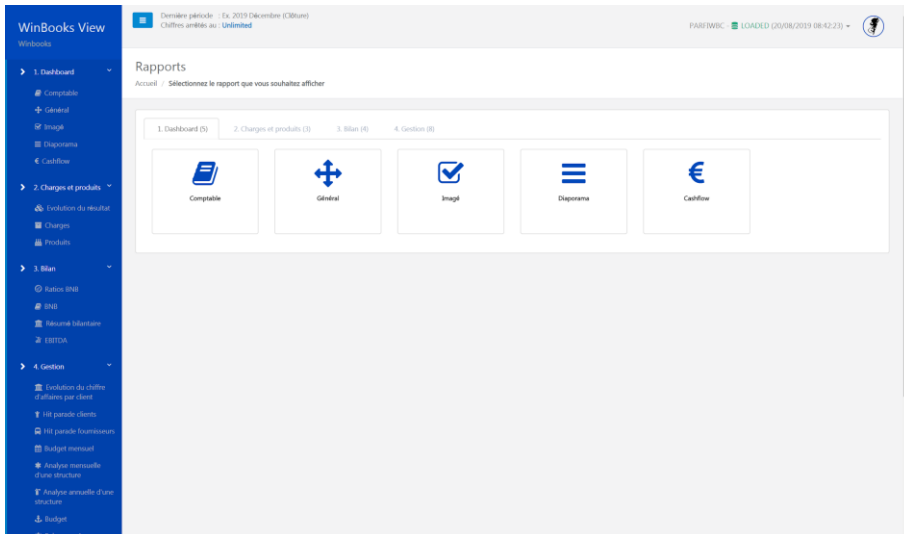 WinBooks View
Winbooks
1. Dashboard
Comptable
Général
Imagé
Diaporama
Cashflow
2. Charges et produits
Evolution du résultat
Charges
Produits
3. Bilan
Ratios BNB
BNB
Résumé bilantaire
EBITDA
4. Gestion
Evolution du chiffre
d'affaires par client
Hit parade clients
Hit parade fournisseurs
Budget mensuel
Analyse mensuelle
d'une structure
Analyse annuelle d'une
structure
Budget
Dernière période : Ex. 2019 Décembre (Clôture)
Chiffres arrêtés au : Unlimited
PARFIWBC - LOADED (20/08/2019 08:42:23)
Rapports
Accueil / Sélectionnez le rapport que vous souhaitez afficher
1. Dashboard (5) 2. Charges et produits (3) 3. Bilan (4) 4. Gestion (8)
Comptable Général Imagé Diaporama Cashflow